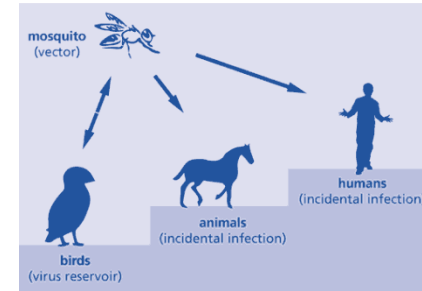 mosquito
(vector)
humans
(incidental infection
animals
(incidental infection)
birds
(virus reservoir)